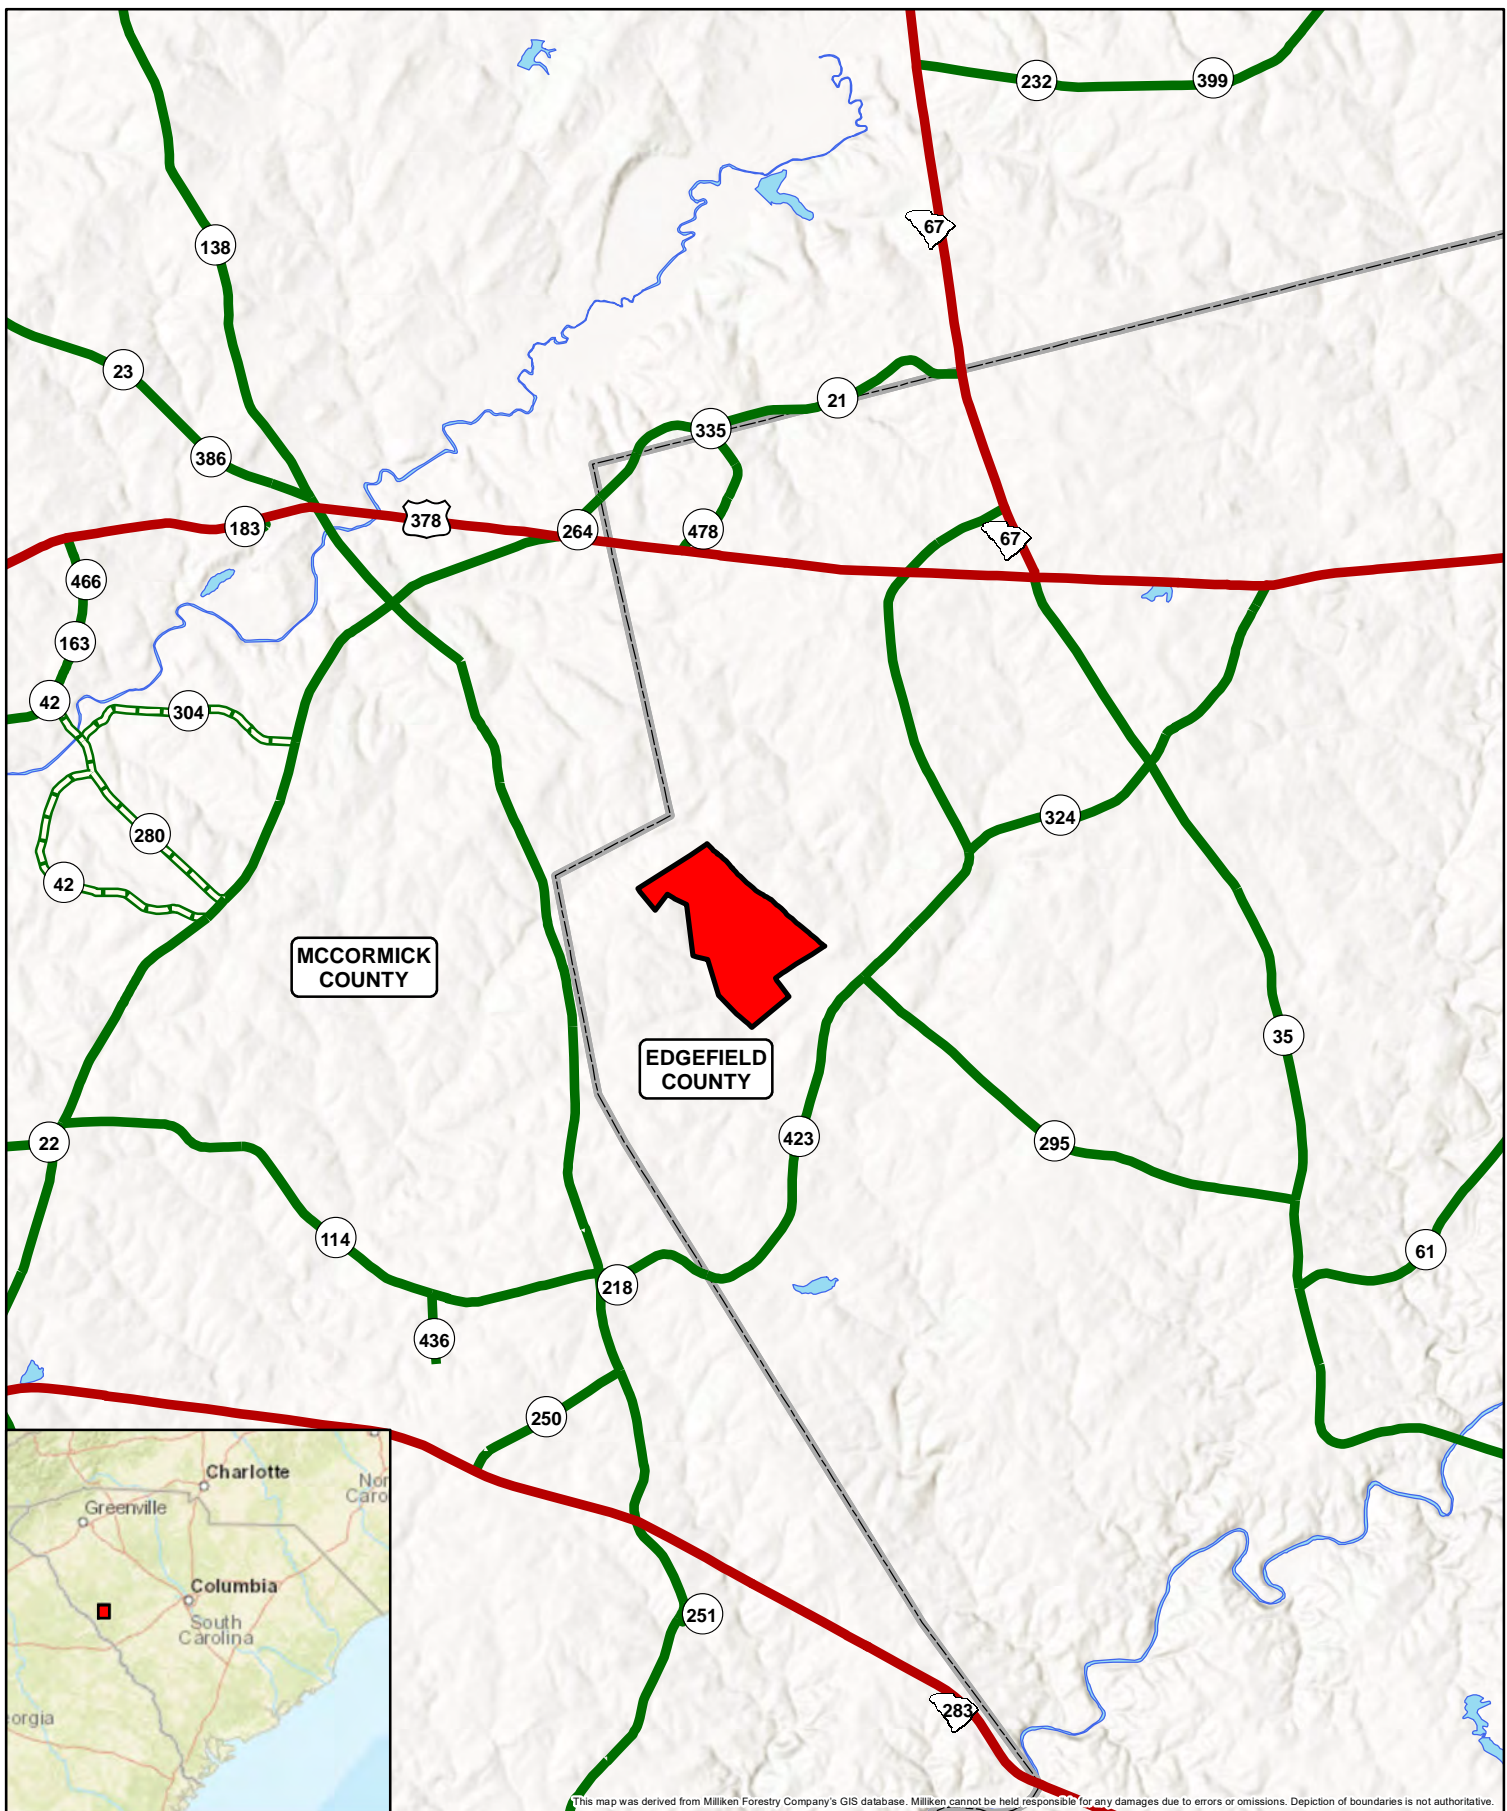 232
399
67
138
23
21
335
386
378
183
264
478
67
466
163
42
304
324
280
42
MCCORMICK
COUNTY
35
EDGEFIELD
COUNTY
423
22
295
114
61
218
436
250
Charlotte
Nor
Caro
Greenville
Columbia
South
Carolina
251
283
orgia
This map was derived from Milliken Forestry Company's GIS database. Milliken cannot be held responsible for any damages due to errors or omissions. Depiction of boundaries is not authoritative.